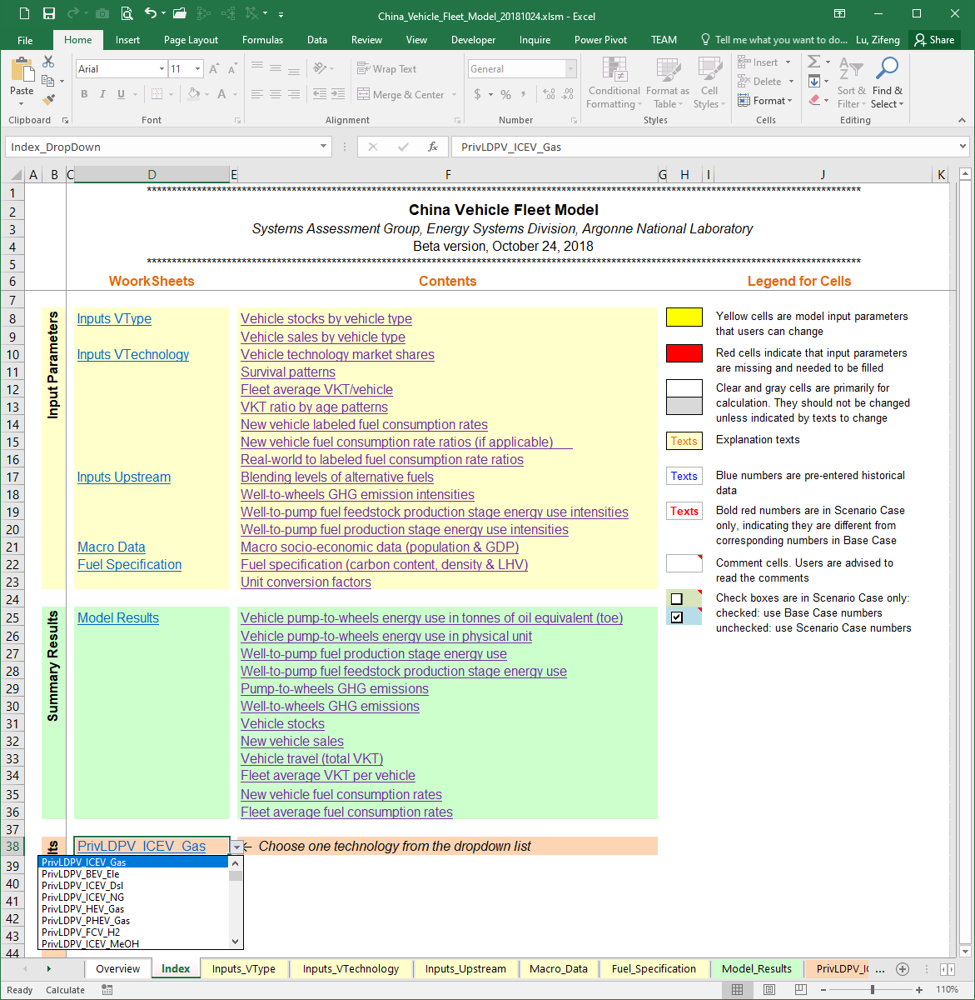 China_Vehicle_Fleet_Model_20181024.xlsm - Excel
File Home Insert Page Layout Formulas Data Review View Developer Inquire Power Pivot TEAM Tell me what you want to do... Lu, Zifeng Share
Paste
Arial 11
B I U A
Wrap Text
Merge & Center
General
$ % ,
Conditional Formatting
Format as Table
Cell Styles
Insert
Delete
Format
Sort & Filter
Find & Select
Clipboard Font Alignment Number Styles Cells Editing
Index_DropDown fx PrivLDPV_ICEV_Gas
A B C D E F G H I J K
1 ****
2 China Vehicle Fleet Model
3 Systems Assessment Group, Energy Systems Division, Argonne National Laboratory
4 Beta version, October 24, 2018
5 ****
6 WoorkSheets Contents Legend for Cells
7
Input Parameters
8 Inputs VType Vehicle stocks by vehicle type
9 Vehicle sales by vehicle type
10 Inputs VTechnology Vehicle technology market shares
11 Survival patterns
12 Fleet average VKT/vehicle
13 VKT ratio by age patterns
14 New vehicle labeled fuel consumption rates
15 New vehicle fuel consumption rate ratios (if applicable)
16 Real-world to labeled fuel consumption rate ratios
17 Inputs Upstream Blending levels of alternative fuels
18 Well-to-wheels GHG emission intensities
19 Well-to-pump fuel feedstock production stage energy use intensities
20 Well-to-pump fuel production stage energy use intensities
21 Macro Data Macro socio-economic data (population & GDP)
22 Fuel Specification Fuel specification (carbon content, density & LHV)
23 Unit conversion factors
24
Summary Results
25 Model Results Vehicle pump-to-wheels energy use in tonnes of oil equivalent (toe)
26 Vehicle pump-to-wheels energy use in physical unit
27 Well-to-pump fuel production stage energy use
28 Well-to-pump fuel feedstock production stage energy use
29 Pump-to-wheels GHG emissions
30 Well-to-wheels GHG emissions
31 Vehicle stocks
32 New vehicle sales
33 Vehicle travel (total VKT)
34 Fleet average VKT per vehicle
35 New vehicle fuel consumption rates
36 Fleet average fuel consumption rates
37
38 lts PrivLDPV_ICEV_Gas ← Choose one technology from the dropdown list
39
40
41
42
43
44
PrivLDPV_ICEV_Gas
PrivLDPV_BEV_Ele
PrivLDPV_ICEV_Dsl
PrivLDPV_ICEV_NG
PrivLDPV_HEV_Gas
PrivLDPV_PHEV_Gas
PrivLDPV_FCV_H2
PrivLDPV_ICEV_MeOH
Yellow cells are model input parameters
that users can change
Red cells indicate that input parameters
are missing and needed to be filled
Clear and gray cells are primarily for
calculation. They should not be changed
unless indicated by texts to change
Texts Explanation texts
Texts Blue numbers are pre-entered historical
data
Texts Bold red numbers are in Scenario Case
only, indicating they are different from
corresponding numbers in Base Case
Comment cells. Users are advised to
read the comments
Check boxes are in Scenario Case only:
checked: use Base Case numbers
unchecked: use Scenario Case numbers
Overview Index Inputs_VType Inputs_VTechnology Inputs_Upstream Macro_Data Fuel_Specification Model_Results PrivLDPV_IC ...
Ready Calculate 110%